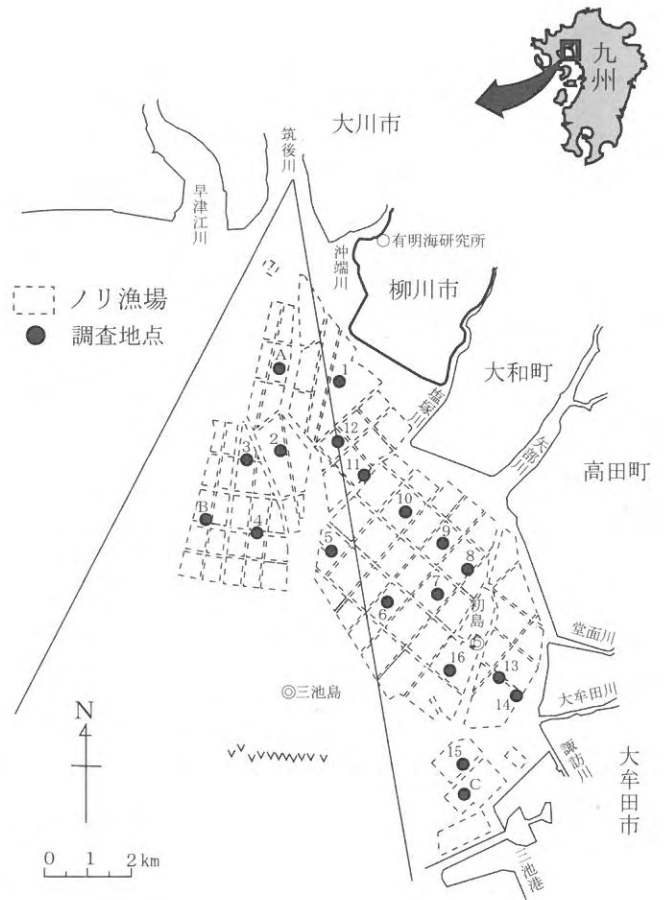 九州
大川市
筑後川
早津江川
沖端川
○有明海研究所
柳川市
ノリ漁場
調査地点
大和町
塩塚川
矢部川
高田町
A
1
2
12
3
11
B
10
4
9
5
8
7
6
初島
堂面川
16
13
三池島
14
大牟田川
N
諏訪川
15
大牟田市
C
0 1 2km
三池港